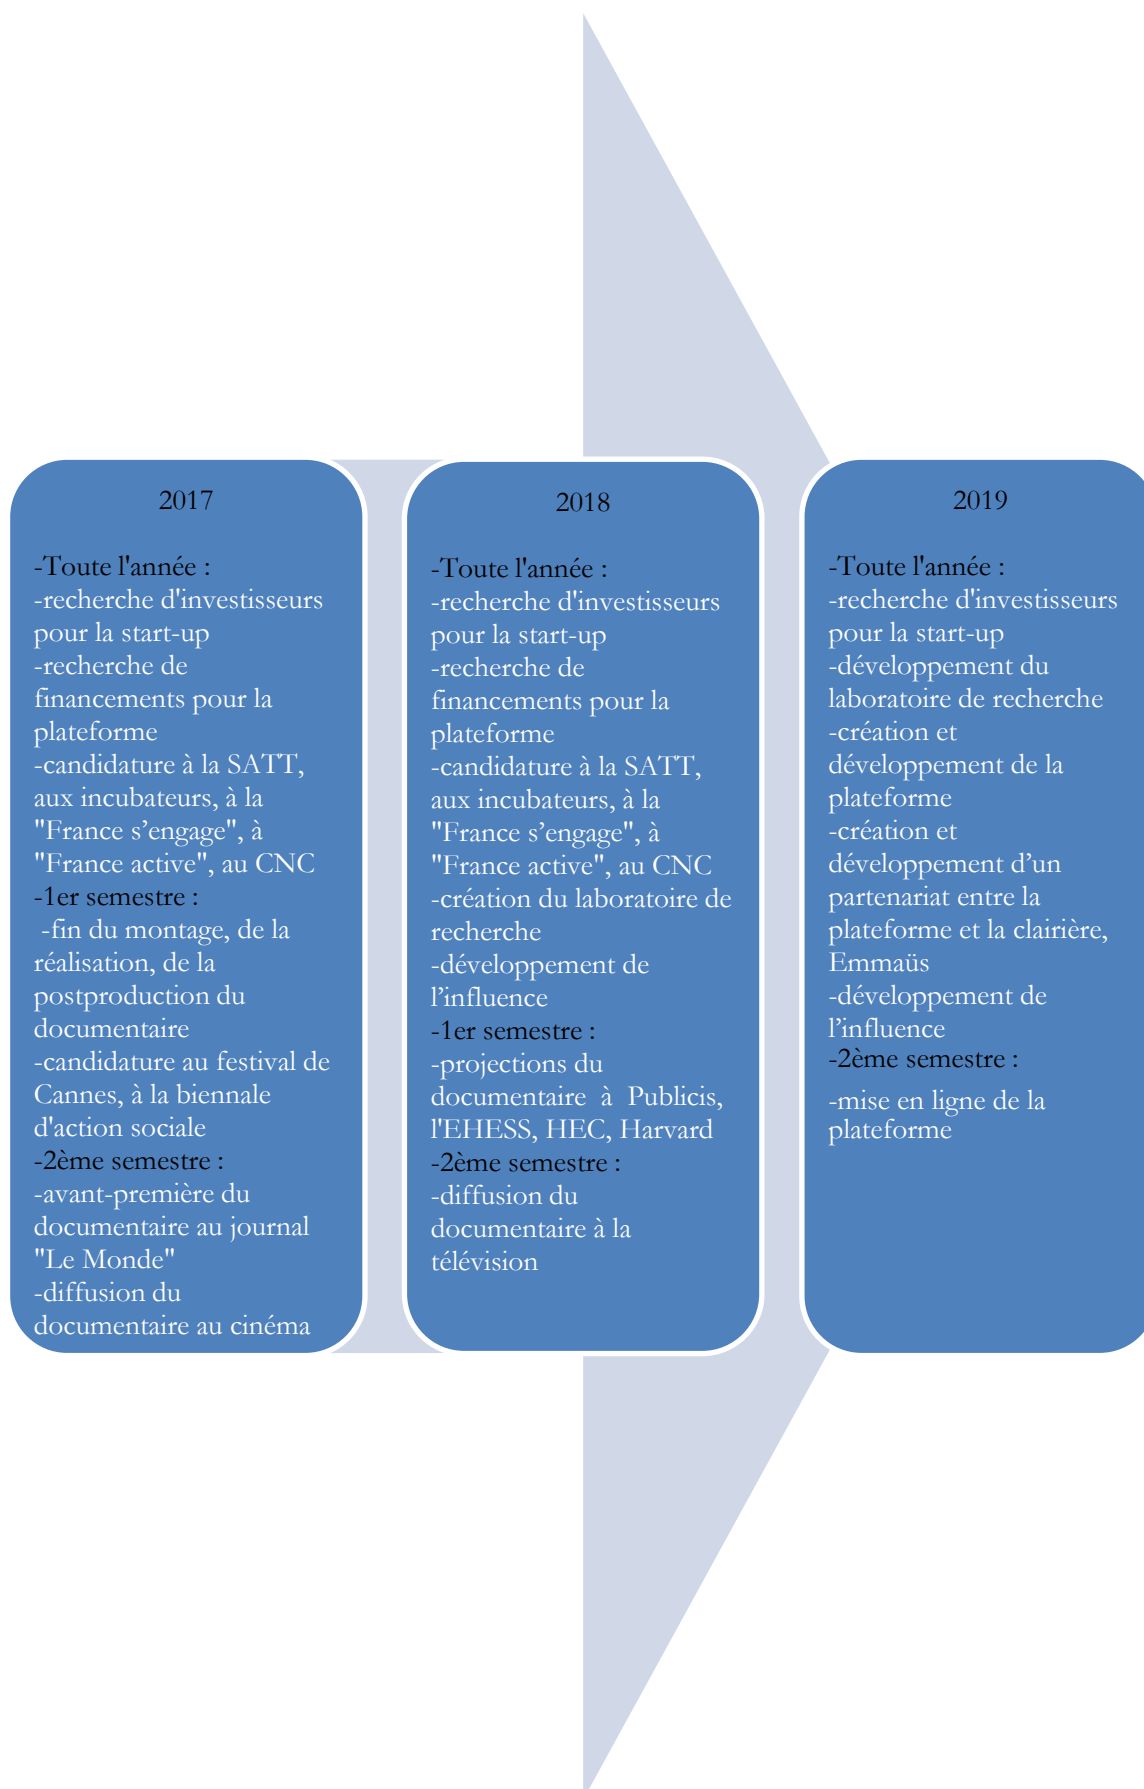 2017
-Toute l'année :
-recherche d'investisseurs
pour la start-up
-recherche de
financements pour la
plateforme
-candidature à la SATT,
aux incubateurs, à la
"France s’engage", à
"France active", au CNC
-1er semestre :
-fin du montage, de la
réalisation, de la
postproduction du
documentaire
-candidature au festival de
Cannes, à la biennale
d'action sociale
-2ème semestre :
-avant-première du
documentaire au journal
"Le Monde"
-diffusion du
documentaire au cinéma
2018
-Toute l'année :
-recherche d'investisseurs
pour la start-up
-recherche de
financements pour la
plateforme
-candidature à la SATT,
aux incubateurs, à la
"France s’engage", à
"France active", au CNC
-création du laboratoire de
recherche
-développement de
l’influence
-1er semestre :
-projections du
documentaire à Publicis,
l'EHESS, HEC, Harvard
-2ème semestre :
-diffusion du
documentaire à la
télévision
2019
-Toute l'année :
-recherche d'investisseurs
pour la start-up
-développement du
laboratoire de recherche
-création et
développement de la
plateforme
-création et
développement d’un
partenariat entre la
plateforme et la clairière,
Emmaüs
-développement de
l’influence
-2ème semestre :
-mise en ligne de la
plateforme